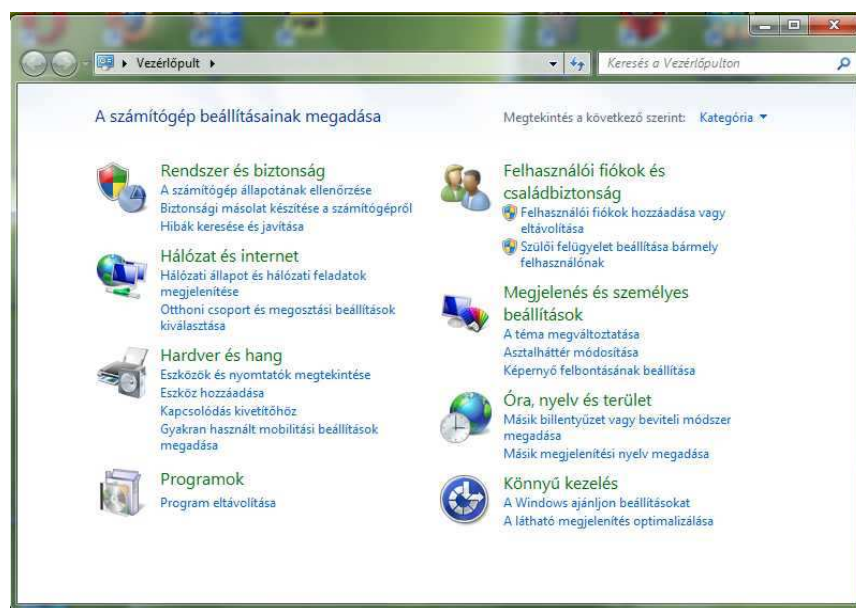 Vezérlőpult
Keresés a Vezérlőpulton
A számítógép beállításainak megadása
Megtekintés a következő szerint: Kategória
Rendszer és biztonság
A számítógép állapotának ellenőrzése
Biztonsági másolat készítése a számítógépről
Hibák keresése és javítása
Hálózat és internet
Hálózati állapot és hálózati feladatok
megjelenítése
Otthoni csoport és megosztási beállítások
kiválasztása
Hardver és hang
Eszközök és nyomtatók megtekintése
Eszköz hozzáadása
Kapcsolódás kivetítőhöz
Gyakran használt mobilitási beállítások
megadása
Programok
Program eltávolítása
Felhasználói fiókok és
családbiztonság
Felhasználói fiókok hozzáadása vagy
eltávolítása
Szülői felügyelet beállítása bármely
felhasználónak
Megjelenés és személyes
beállítások
A téma megváltoztatása
Asztalháttér módosítása
Képernyő felbontásának beállítása
Óra, nyelv és terület
Másik billentyűzet vagy beviteli módszer
megadása
Másik megjelenítési nyelv megadása
Könnyű kezelés
A Windows ajánljon beállításokat
A látható megjelenítés optimalizálása